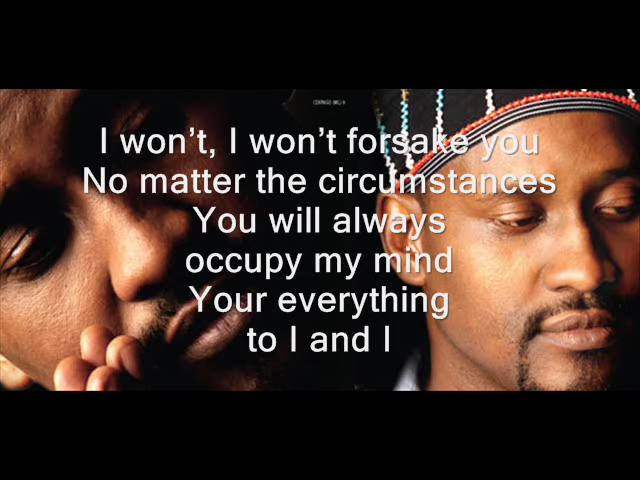 I won’t, I won’t forsake you
No matter the circumstances
You will always
occupy my mind
Your everything
to I and I